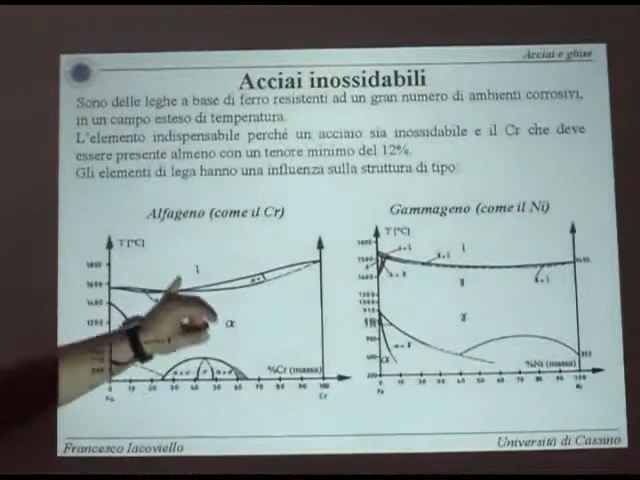 Acciai e ghise
Acciai inossidabili
Sono delle leghe a base di ferro resistenti ad un gran numero di ambienti corrosivi,
in un campo esteso di temperatura.
L'elemento indispensabile perché un acciaio sia inossidabile e il Cr che deve
essere presente almeno con un tenore minimo del 12%.
Gli elementi di lega hanno una influenza sulla struttura di tipo
Alfageno (come il Cr)
Gammageno (come il Ni)
T [°C]
T [°C]
l
l
γ
α
γ
%Cr (massa)
%Ni (massa)
Fe
Cr
Francesco Iacoviello
Università di Cassino